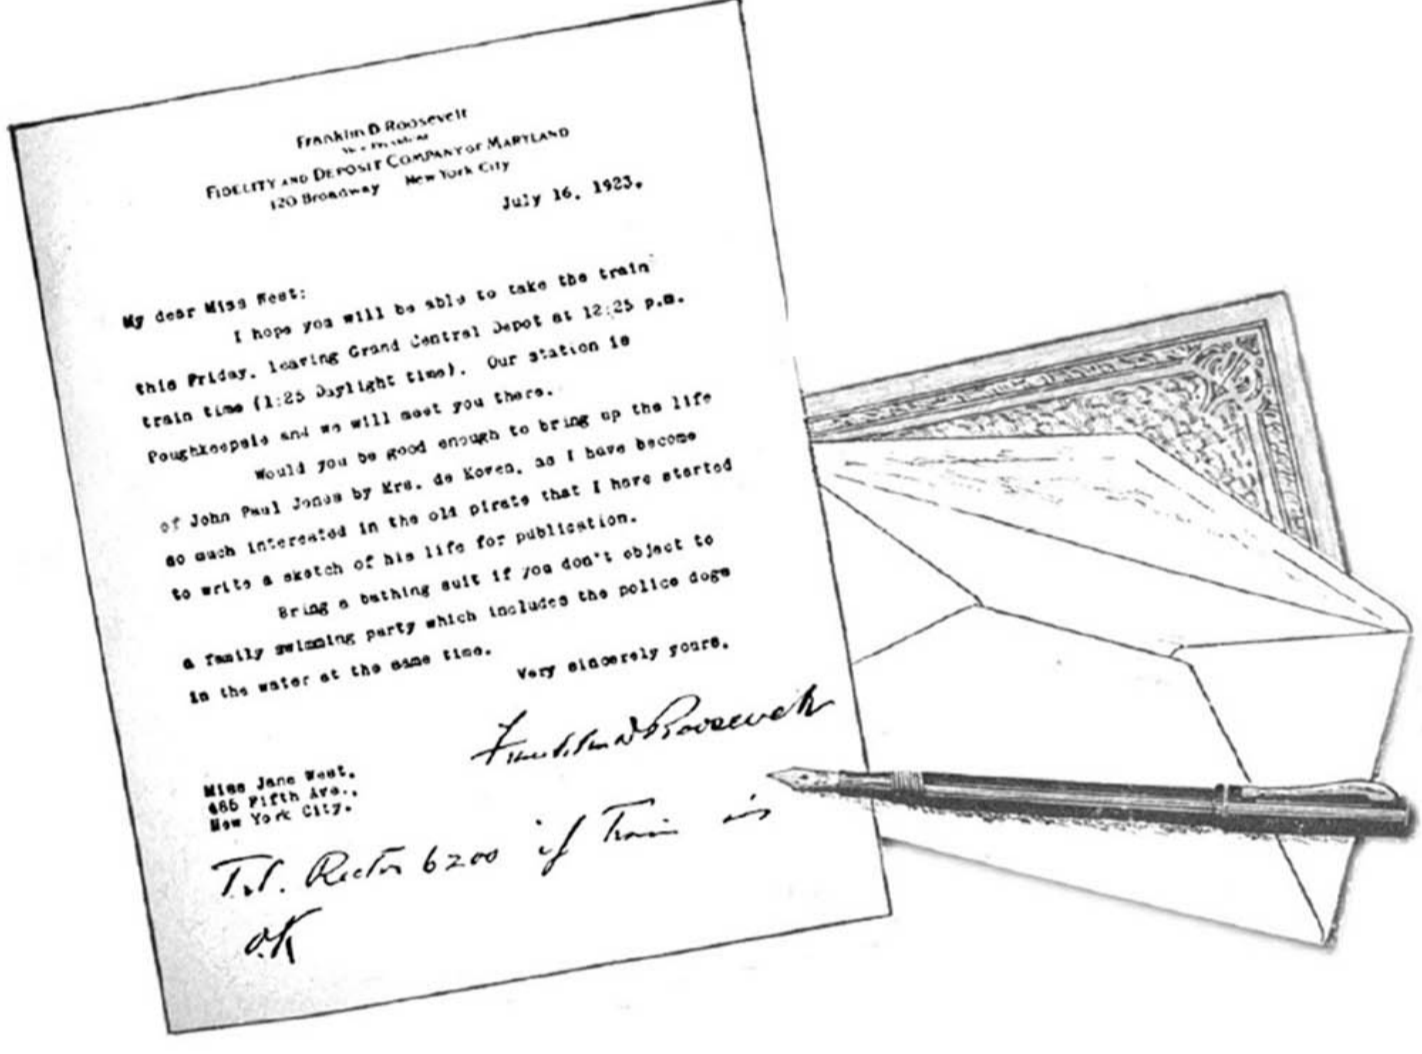 Franklin D Roosevelt
Vice President
FIDELITY AND DEPOSIT COMPANY OF MARYLAND
120 Broadway New York City
July 16, 1923.
My dear Miss West:
I hope you will be able to take the train
this Friday, leaving Grand Central Depot at 12:25 p.m.
train time (1:25 Daylight time). Our station is
Poughkeepsie and we will meet you there.
Would you be good enough to bring up the life
of John Paul Jones by Mrs. de Koven, as I have become
so much interested in the old pirate that I have started
to write a sketch of his life for publication.
Bring a bathing suit if you don't object to
a family swimming party which includes the police dogs
in the water at the same time.
Very sincerely yours,
Franklin D Roosevelt
Miss Jane West,
485 Fifth Ave.,
New York City.
Tel. Rector 6200 if Train is
O.K